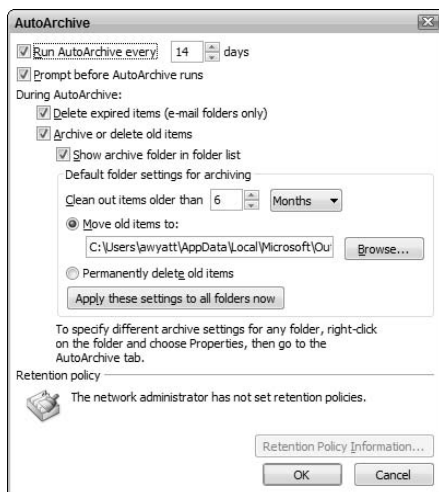 AutoArchive
Run AutoArchive every 14 days
Prompt before AutoArchive runs
During AutoArchive:
Delete expired items (e-mail folders only)
Archive or delete old items
Show archive folder in folder list
Default folder settings for archiving
Clean out items older than 6 Months
Move old items to:
C:\Users\awyatt\AppData\Local\Microsoft\Ou Browse...
Permanently delete old items
Apply these settings to all folders now
To specify different archive settings for any folder, right-click
on the folder and choose Properties, then go to the
AutoArchive tab.
Retention policy
The network administrator has not set retention policies.
Retention Policy Information...
OK Cancel